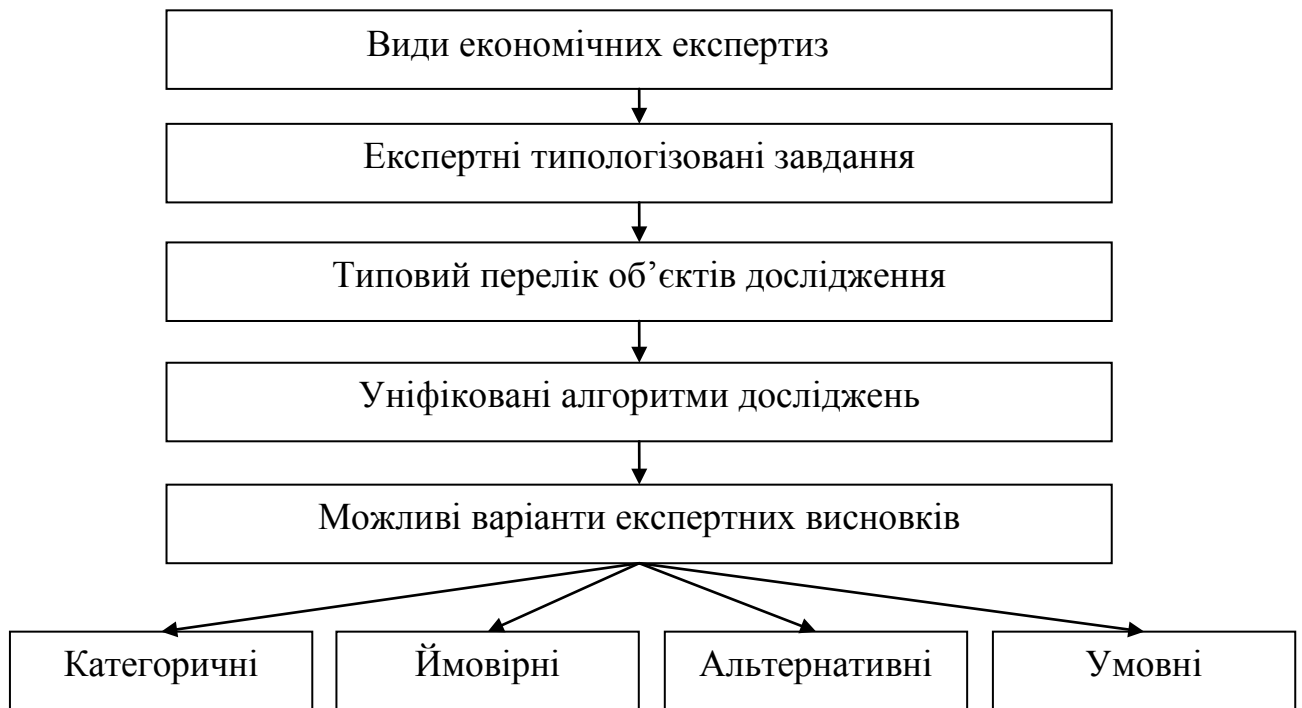 Види економічних експертиз
Експертні типологізовані завдання
Типовий перелік об’єктів дослідження
Уніфіковані алгоритми досліджень
Можливі варіанти експертних висновків
Категоричні
Ймовірні
Альтернативні
Умовні